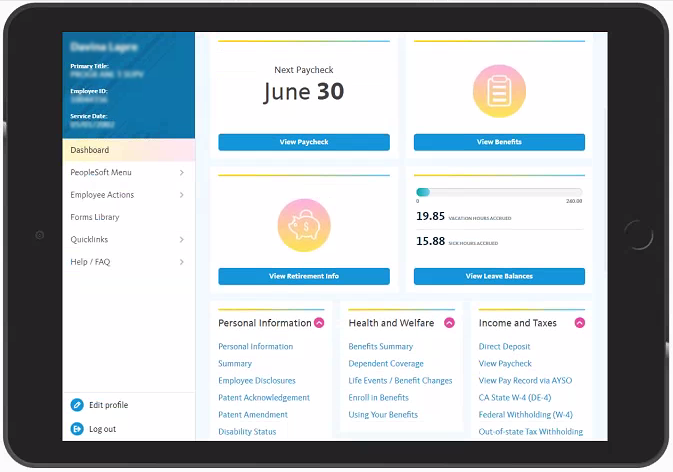 Primary Title:
Employee ID:
Service Date:
Dashboard
PeopleSoft Menu
Employee Actions
Forms Library
Quicklinks
Help / FAQ
Edit profile
Log out
Next Paycheck
June 30
View Paycheck
View Benefits
View Retirement Info
0
240.00
19.85 VACATION HOURS ACCRUED
15.88 SICK HOURS ACCRUED
View Leave Balances
Personal Information
Personal Information
Summary
Employee Disclosures
Patent Acknowledgement
Patent Amendment
Disability Status
Health and Welfare
Benefits Summary
Dependent Coverage
Life Events / Benefit Changes
Enroll in Benefits
Using Your Benefits
Income and Taxes
Direct Deposit
View Paycheck
View Pay Record via AYSO
CA State W-4 (DE-4)
Federal Withholding (W-4)
Out-of-state Tax Withholding